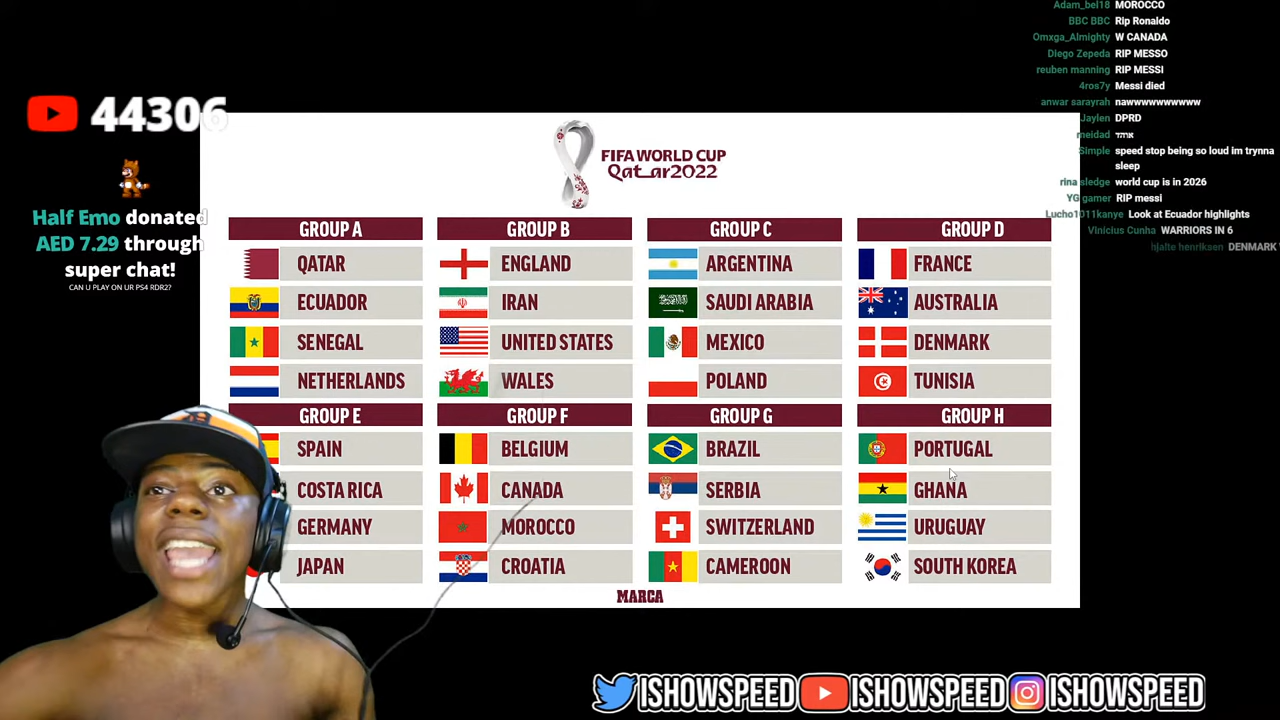 44306
Half Emo donated
AED 7.29 through
super chat!
CAN U PLAY ON UR PS4 RDR2??
FIFA WORLD CUP
Qatar2022
GROUP A
QATAR
ECUADOR
SENEGAL
NETHERLANDS
GROUP B
ENGLAND
IRAN
UNITED STATES
WALES
GROUP C
ARGENTINA
SAUDI ARABIA
MEXICO
POLAND
GROUP D
FRANCE
AUSTRALIA
DENMARK
TUNISIA
GROUP E
SPAIN
COSTA RICA
GERMANY
JAPAN
GROUP F
BELGIUM
CANADA
MOROCCO
CROATIA
GROUP G
BRAZIL
SERBIA
SWITZERLAND
CAMEROON
GROUP H
PORTUGAL
GHANA
URUGUAY
SOUTH KOREA
MARCA
Adam_bel18 MOROCCO
BBC BBC Rip Ronaldo
Omxga_Almighty W CANADA
Diego Zepeda RIP MESSO
reuben manning RIP MESSI
4ros7y Messi died
anwar sarayrah nawwwwwwwwww
Jaylen DPRD
meidad
Simple speed stop being so loud im trynna
sleep
rina sledge world cup is in 2026
YG gamer RIP messi
Lucho1011kanye Look at Ecuador highlights
Vinicius Cunha WARRIORS IN 6
hjalte henriksen DENMARK
ISHOWSPEED ISHOWSPEED ISHOWSPEED